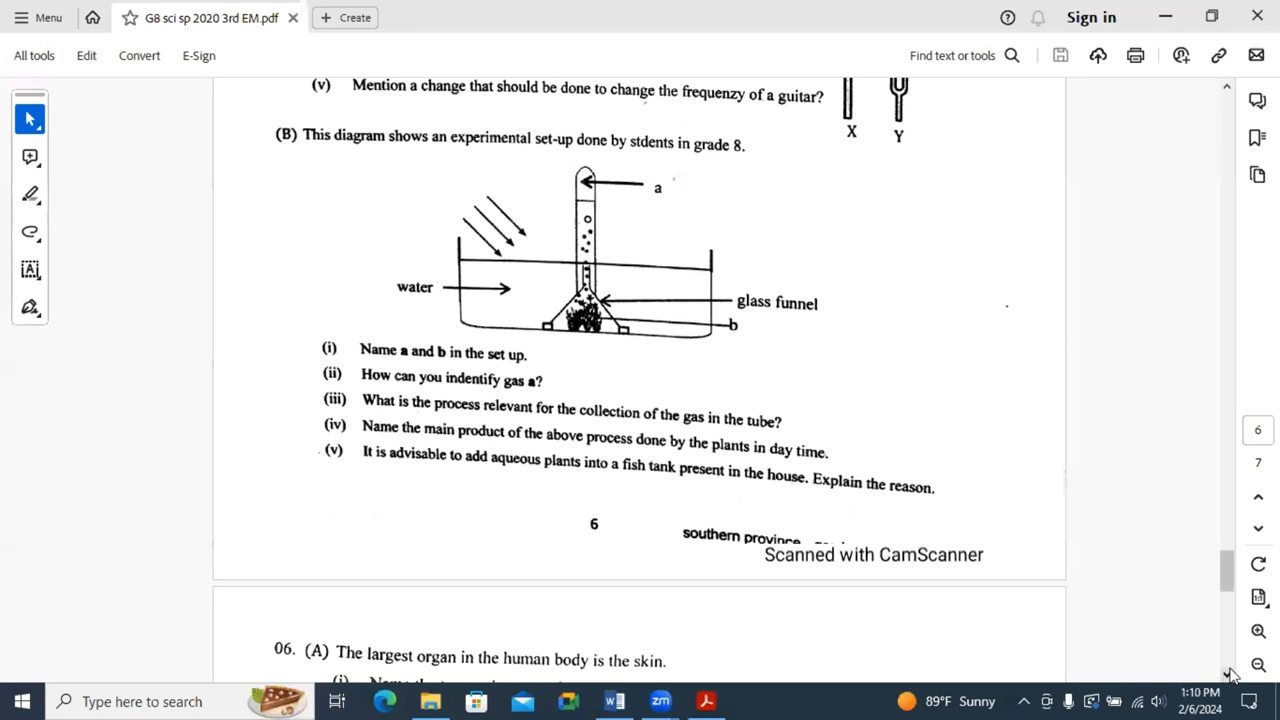 Menu
G8 sci sp 2020 3rd EM.pdf
Create
Sign in
All tools
Edit
Convert
E-Sign
Find text or tools
(v) Mention a change that should be done to change the frequenzy of a guitar?
X
Y
(B) This diagram shows an experimental set-up done by stdents in grade 8.
a
water
glass funnel
b
(i) Name a and b in the set up.
(ii) How can you indentify gas a?
(iii) What is the process relevant for the collection of the gas in the tube?
(iv) Name the main product of the above process done by the plants in day time.
(v) It is advisable to add aqueous plants into a fish tank present in the house. Explain the reason.
6
southern province
Scanned with CamScanner
06. (A) The largest organ in the human body is the skin.
6
7
Type here to search
89°F Sunny
1:10 PM
2/6/2024